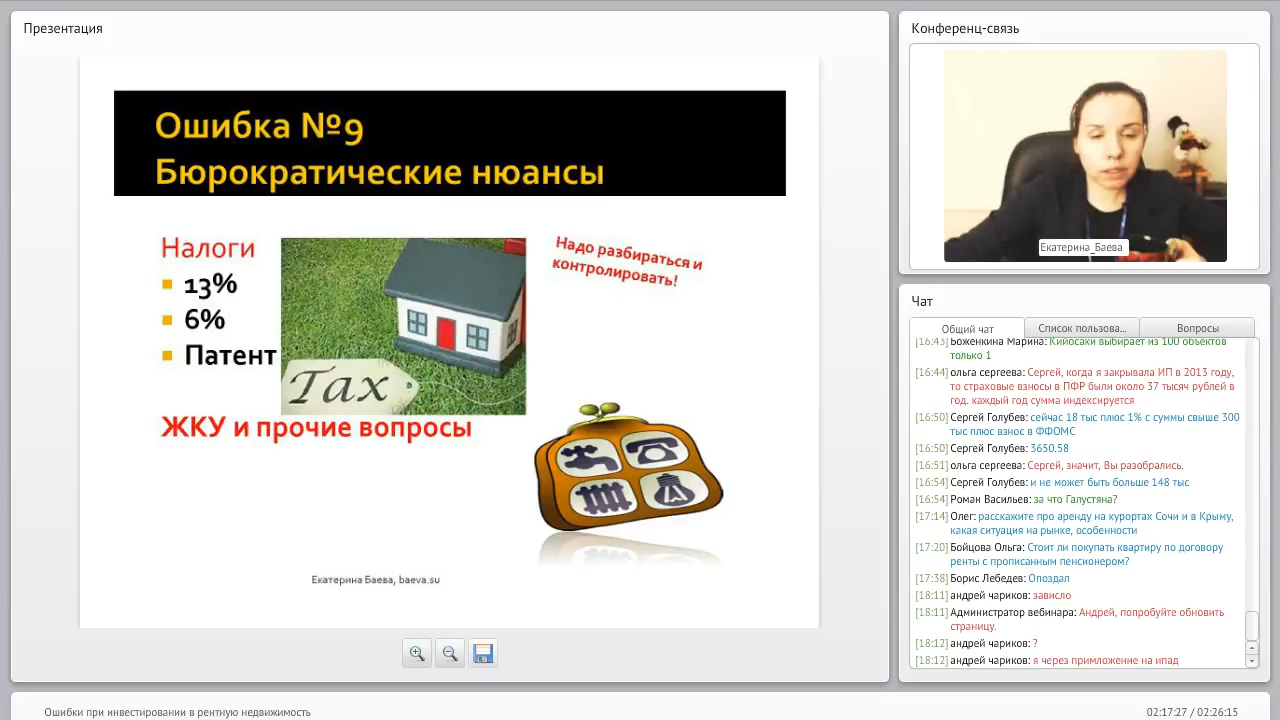 Презентация
Ошибка №9
Бюрократические нюансы
Налоги
13%
6%
Патент
Tax
Надо разбираться и
контролировать!
ЖКУ и прочие вопросы
Екатерина Баева, baeva.su
Конференц-связь
Екатерина_Баева
Чат
Общий чат
Список пользова...
Вопросы
[16:43] Боженкина Марина: Кийосаки выбирает из 100 объектов
только 1
[16:44] ольга сергеева: Сергей, когда я закрывала ИП в 2013 году,
то страховые взносы в ПФР были около 37 тысяч рублей в
год. каждый год сумма индексируется
[16:50] Сергей Голубев: сейчас 18 тыс плюс 1% с суммы свыше 300
тыс плюс взнос в ФФОМС
[16:50] Сергей Голубев: 3650.58
[16:51] ольга сергеева: Сергей, значит, Вы разобрались.
[16:54] Сергей Голубев: и не может быть больше 148 тыс
[16:54] Роман Васильев: за что Галустяна?
[17:14] Олег: расскажите про аренду на курортах Сочи и в Крыму,
какая ситуация на рынке, особенности
[17:20] Бойцова Ольга: Стоит ли покупать квартиру по договору
ренты с прописанным пенсионером?
[17:38] Борис Лебедев: Опоздал
[18:11] андрей чариков: зависло
[18:11] Администратор вебинара: Андрей, попробуйте обновить
страницу.
[18:12] андрей чариков: ?
[18:12] андрей чариков: я через примложение на ипад
Ошибки при инвестировании в рентную недвижимость
02:17:27 / 02:26:15